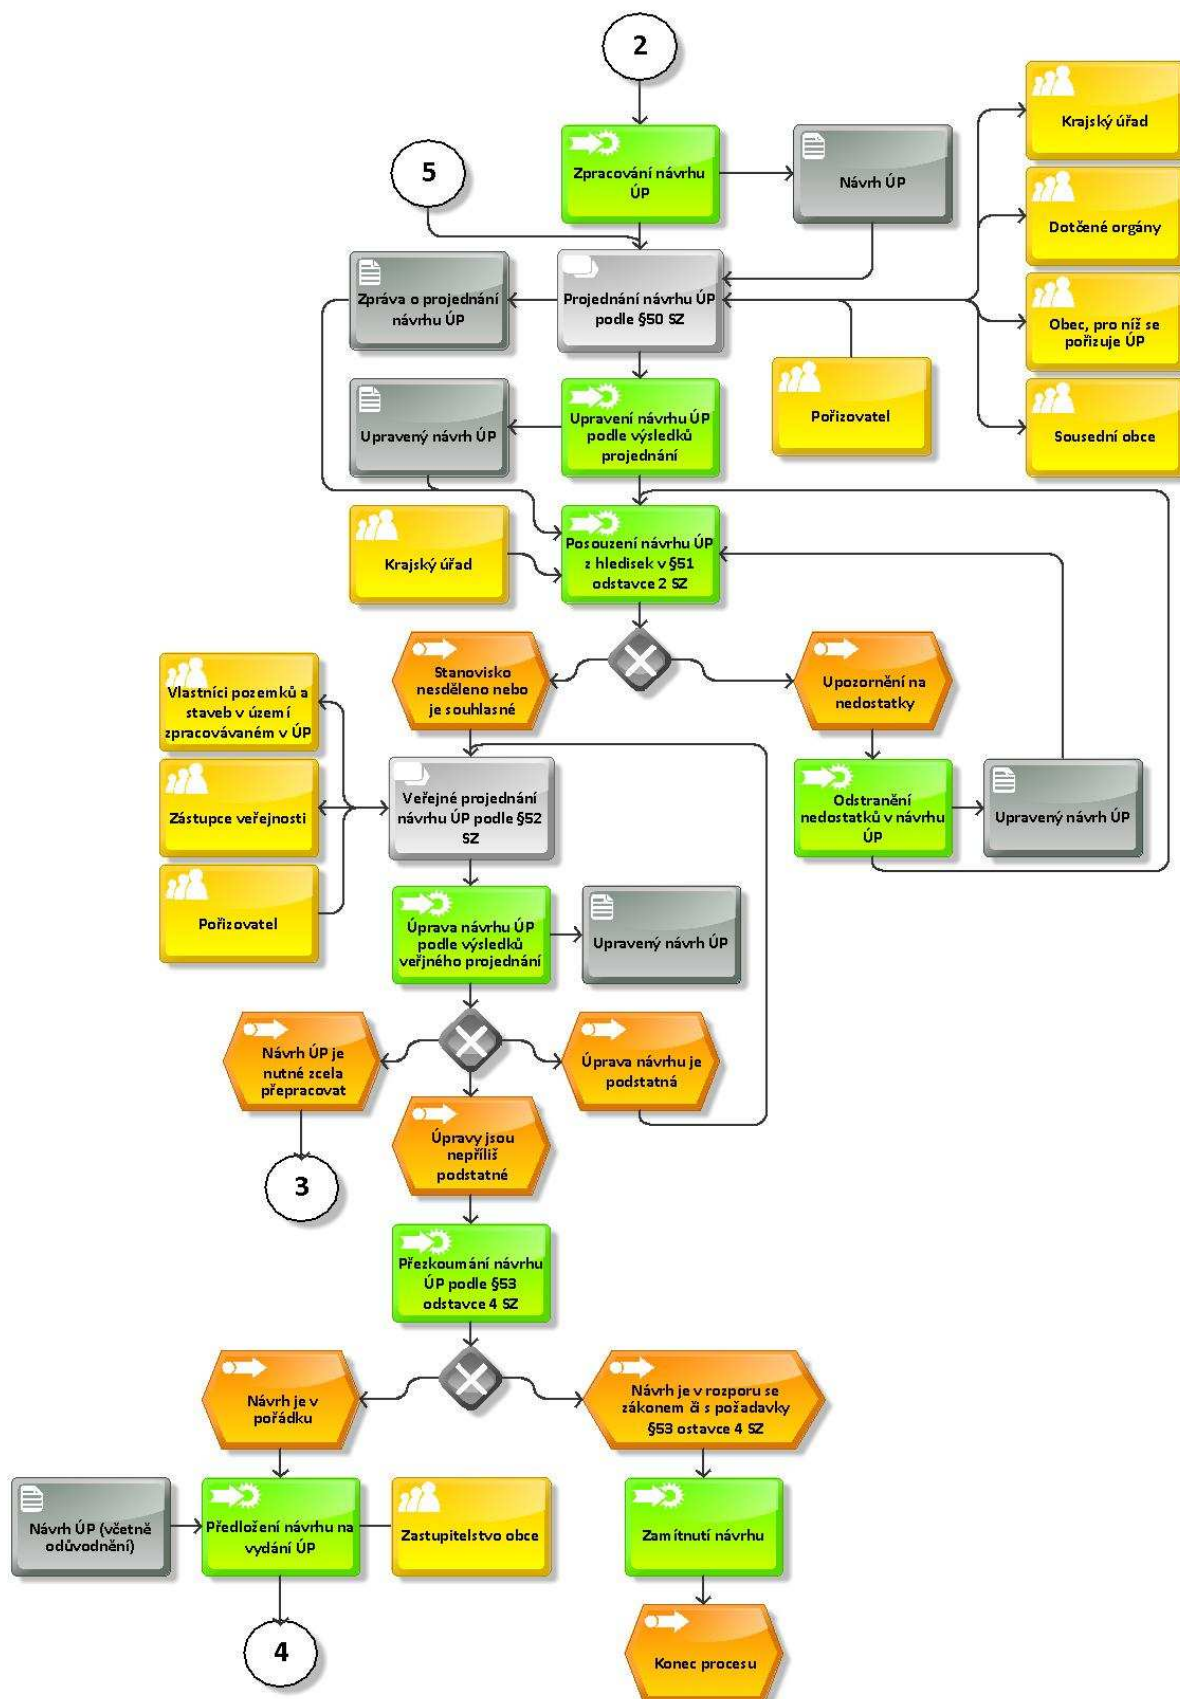 2
Krajský úřad
5
Zpracování návrhu
ÚP
Návrh ÚP
Dotčené orgány
Zpráva o projednání
návrhu ÚP
Projednání návrhu ÚP
podle §50 SZ
Obec, pro níž se
pořizuje ÚP
Pořizovatel
Upravený návrh ÚP
Upravení návrhu ÚP
podle výsledků
projednání
Sousední obce
Krajský úřad
Posouzení návrhu ÚP
z hledisek v §51
odstavce 2 SZ
Stanovisko
nesděleno nebo
je souhlasné
Upozornění na
nedostatky
Vlastníci pozemků a
staveb v území
zpracovávaném v ÚP
Zástupce veřejnosti
Veřejné projednání
návrhu ÚP podle §52
SZ
Odstranění
nedostatků v návrhu
ÚP
Upravený návrh ÚP
Pořizovatel
Úprava návrhu ÚP
podle výsledků
veřjného projednání
Upravený návrh ÚP
Návrh ÚP je
nutné zcela
přepracovat
Úprava návrhu je
podstatná
Úpravy jsou
nepříliš
podstatné
3
Přezkoumání návrhu
ÚP podle §53
odstavce 4 SZ
Návrh je v
pořádku
Návrh je v rozporu se
zákonem či s požadavky
§53 ostavce 4 SZ
Návrh ÚP (včetně
odůvodnění)
Předložení návrhu na
vydání ÚP
Zastupitelstvo obce
Zamítnutí návrhu
4
Konec procesu